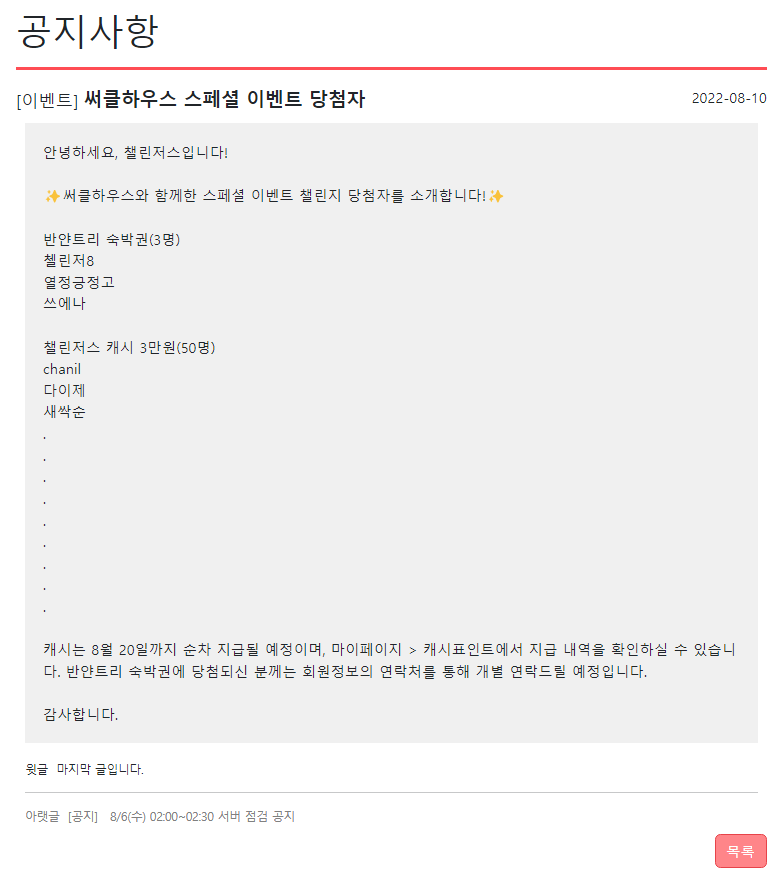 공지사항
[이벤트] 써클하우스 스페셜 이벤트 당첨자 2022-08-10
안녕하세요, 챌린저스입니다!
✨써클하우스와 함께한 스페셜 이벤트 챌린지 당첨자를 소개합니다!✨
반얀트리 숙박권(3명)
첼린저8
열정긍정고
쓰에나
챌린저스 캐시 3만원(50명)
chanil
다이제
새싹순
.
.
.
.
.
.
.
.
.
캐시는 8월 20일까지 순차 지급될 예정이며, 마이페이지 > 캐시표인트에서 지급 내역을 확인하실 수 있습니
다. 반얀트리 숙박권에 당첨되신 분께는 회원정보의 연락처를 통해 개별 연락드릴 예정입니다.
감사합니다.
윗글 마지막 글입니다.
아랫글 [공지] 8/6(수) 02:00~02:30 서버 점검 공지
목록